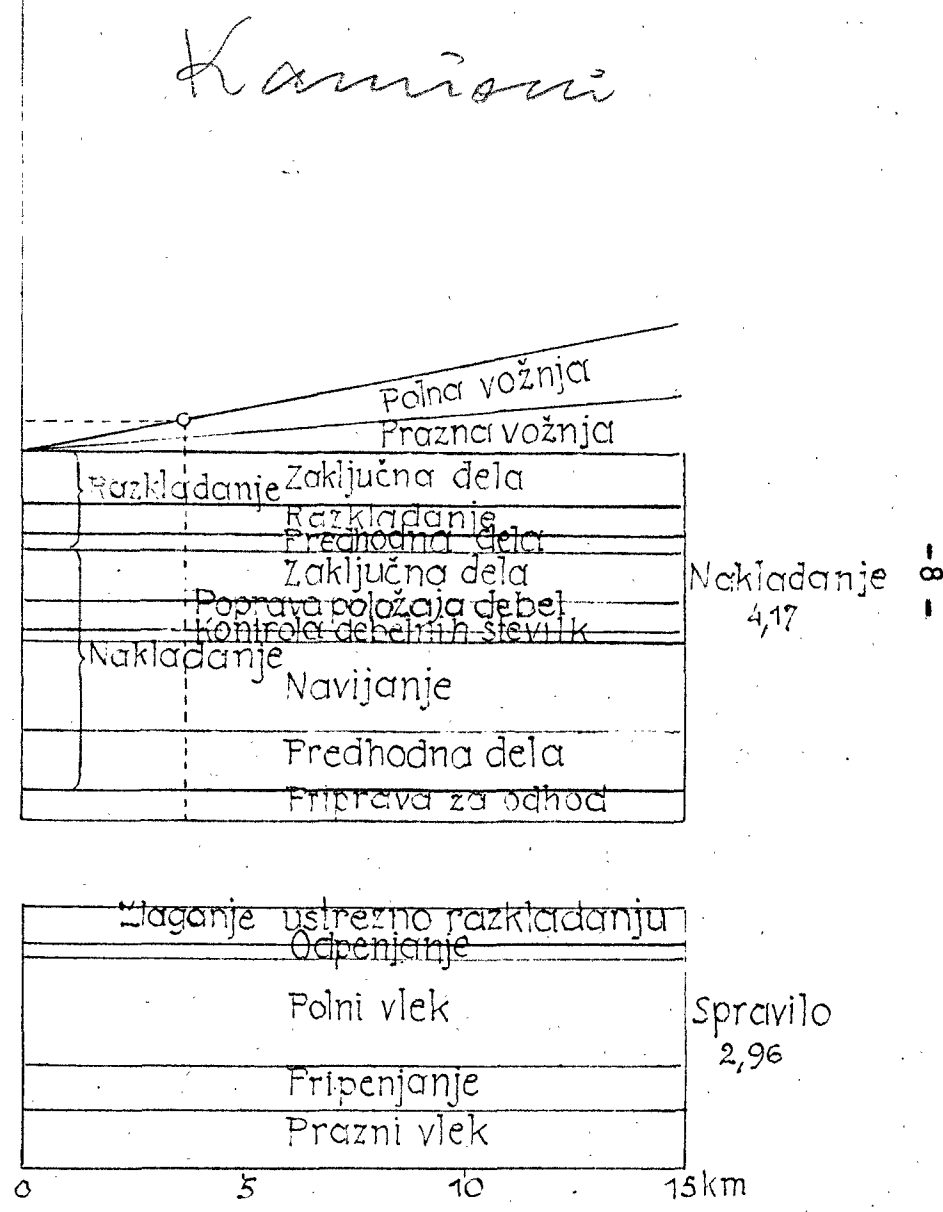 Kamioni
Polna vožnja
Prazna vožnja
Razkladanje
Zaključna dela
Razkladanje
Predhodna dela
Zaključna dela
Nakladanje
4,17
- 8 -
Poprava položaja debel
Kontrola debelnih številk
Nakladanje
Navijanje
Predhodna dela
Priprava za odhod
Zlaganje ustrezno razkladanju
Odpenjanje
Polni vlek
Spravilo
2,96
Pripenjanje
Prazni vlek
0 5 10 15km